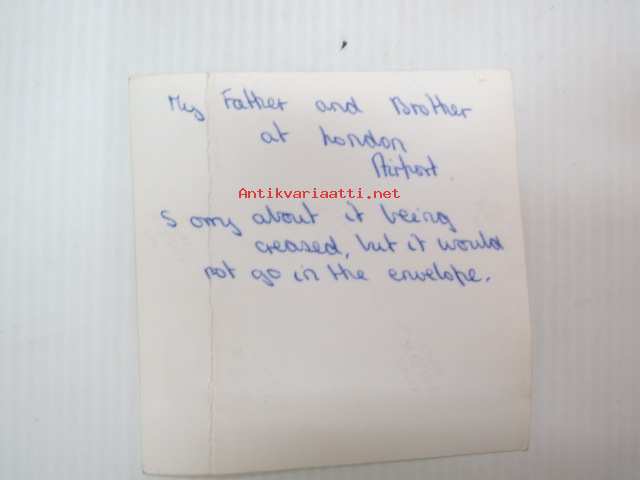 My Father and Brother
at London
Airport
Antikvariaatti.net
Sorry about it being
creased, but it would
not go in the envelope.